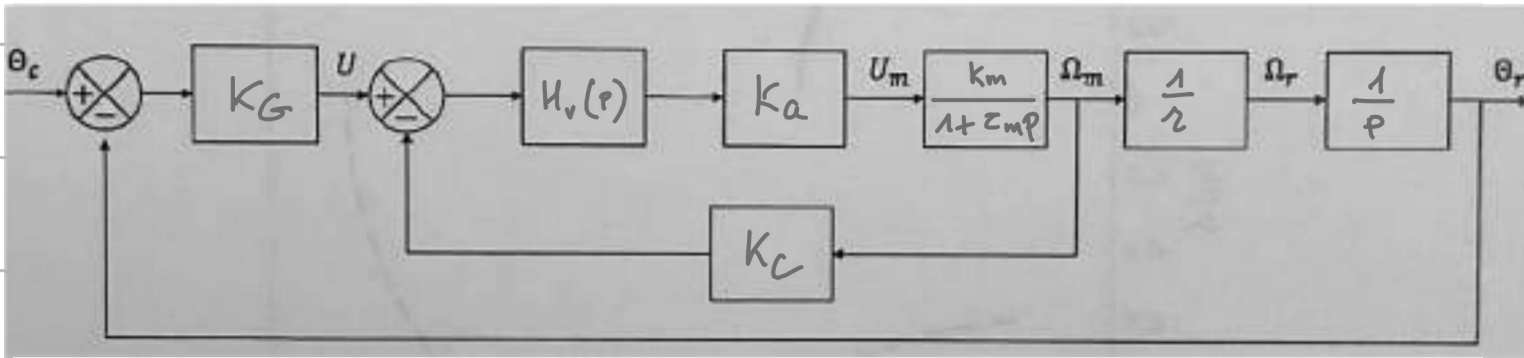 Θc + − KG U + − Hv(p) Ka Um Km Ωm 1 Ωr 1 Θr
1+τmp r p
KC